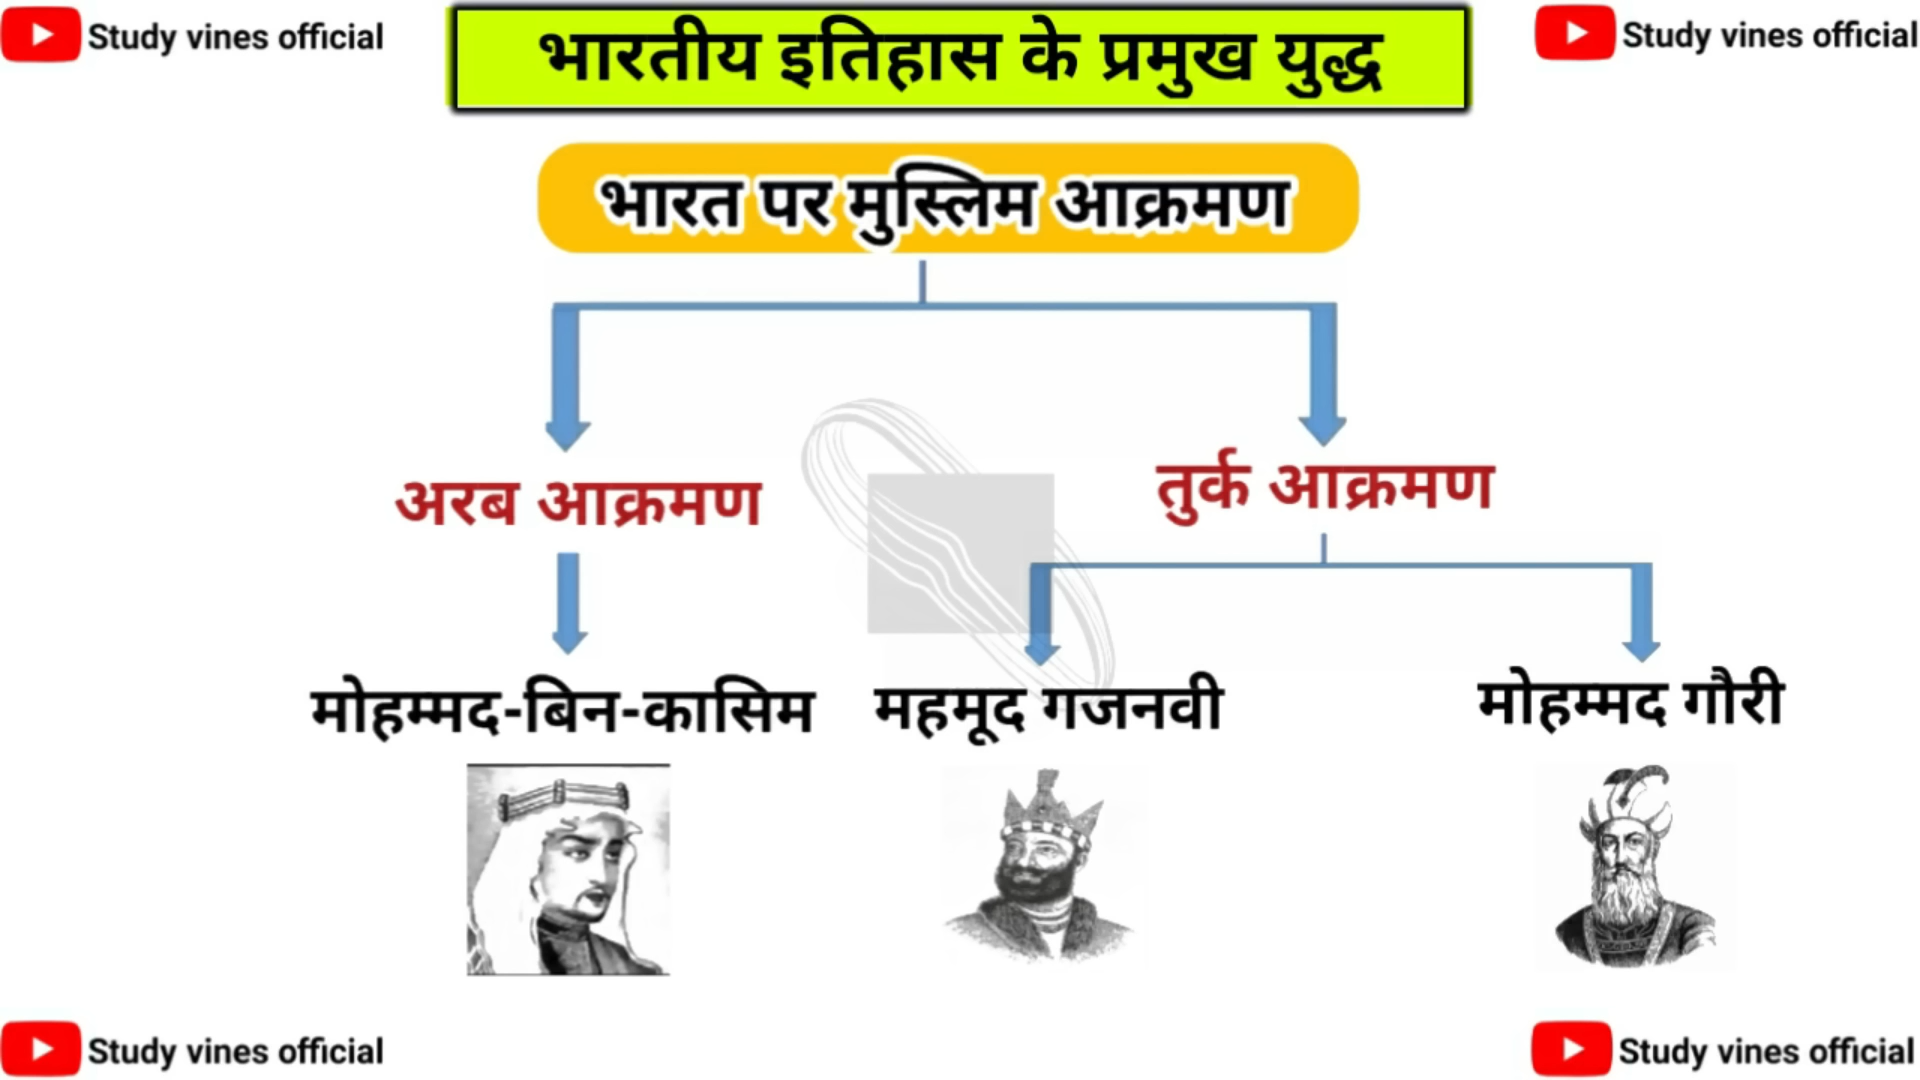 Study vines official
भारतीय इतिहास के प्रमुख युद्ध
Study vines official
भारत पर मुस्लिम आक्रमण
अरब आक्रमण
तुर्क आक्रमण
मोहम्मद-बिन-कासिम
महमूद गजनवी
मोहम्मद गौरी
Study vines official
Study vines official